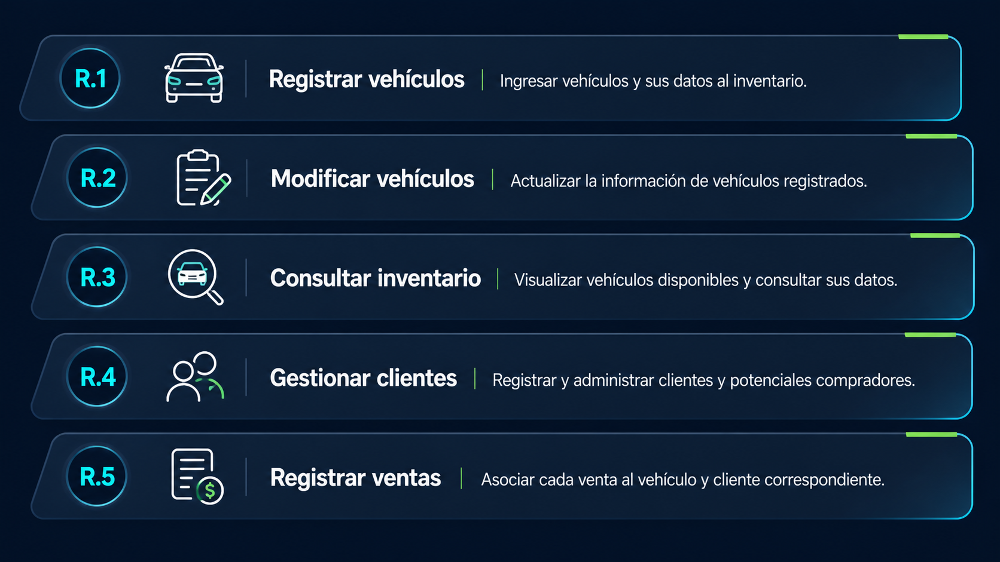 R.1 Registrar vehículos | Ingresar vehículos y sus datos al inventario.
R.2 Modificar vehículos | Actualizar la información de vehículos registrados.
R.3 Consultar inventario | Visualizar vehículos disponibles y consultar sus datos.
R.4 Gestionar clientes | Registrar y administrar clientes y potenciales compradores.
R.5 $ Registrar ventas | Asociar cada venta al vehículo y cliente correspondiente.